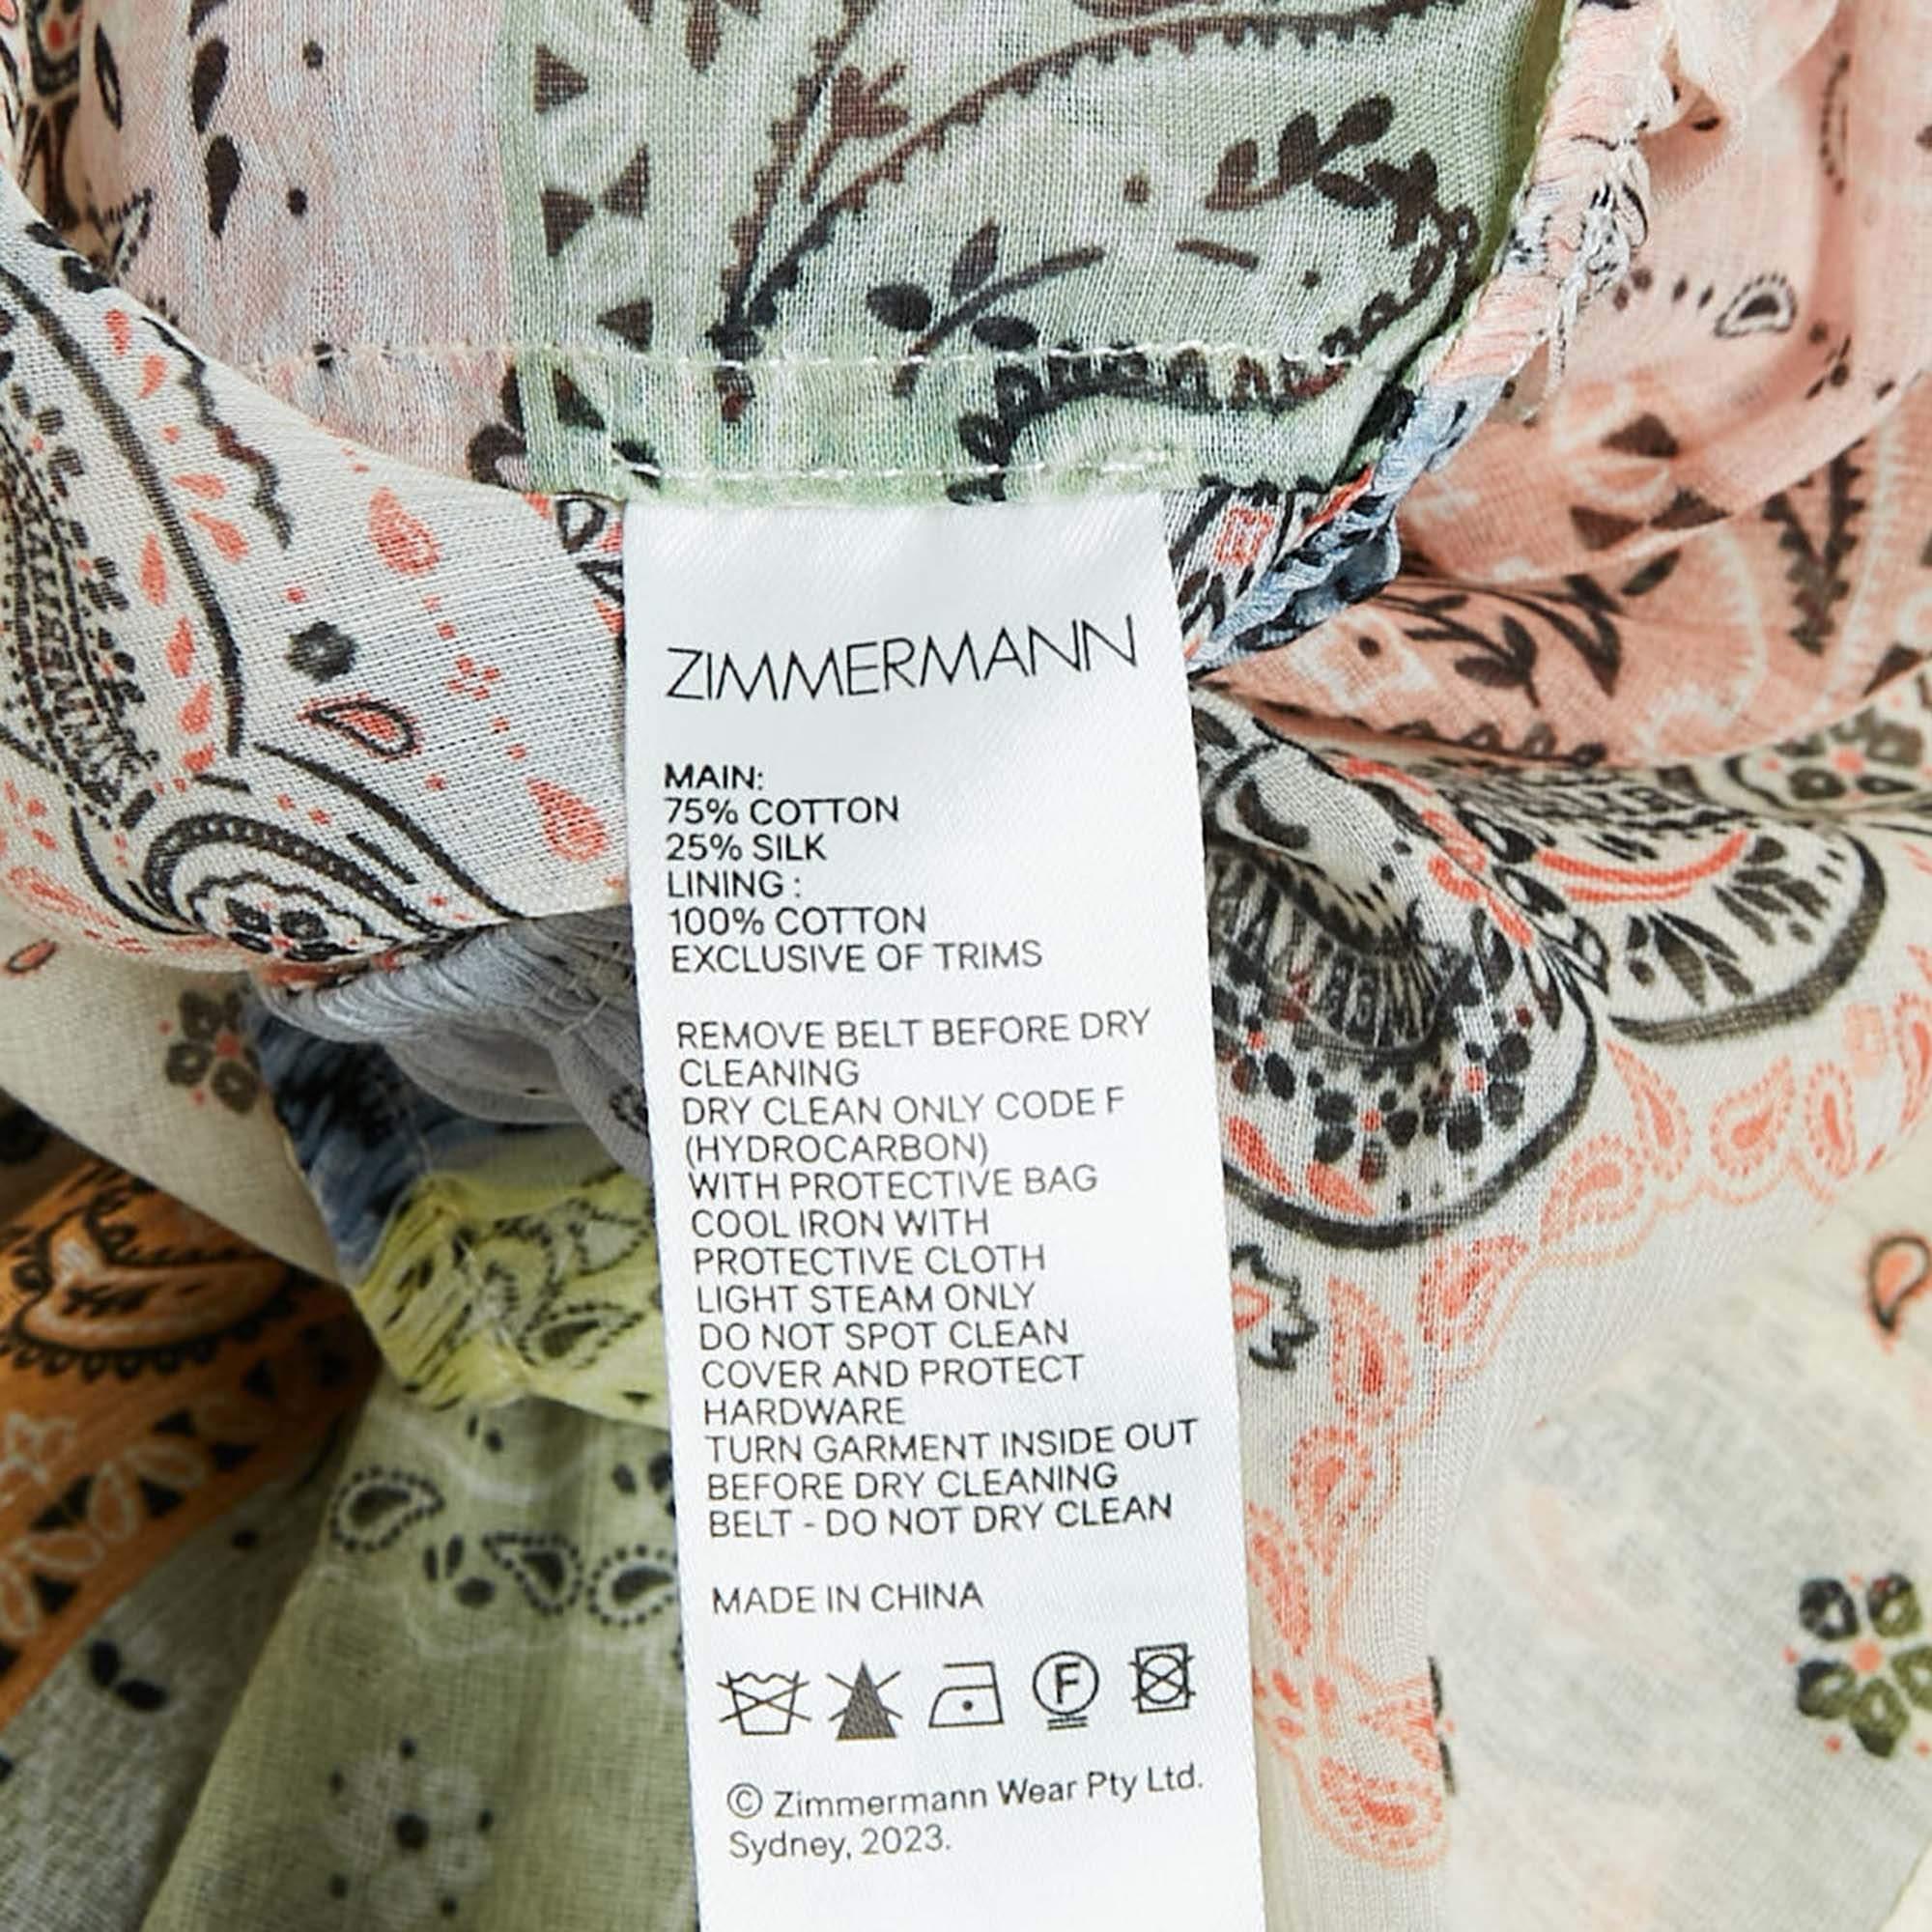 ZIMMERMANN
MAIN:
75% COTTON
25% SILK
LINING :
100% COTTON
EXCLUSIVE OF TRIMS
REMOVE BELT BEFORE DRY
CLEANING
DRY CLEAN ONLY CODE F
(HYDROCARBON)
WITH PROTECTIVE BAG
COOL IRON WITH
PROTECTIVE CLOTH
LIGHT STEAM ONLY
DO NOT SPOT CLEAN
COVER AND PROTECT
HARDWARE
TURN GARMENT INSIDE OUT
BEFORE DRY CLEANING
BELT - DO NOT DRY CLEAN
MADE IN CHINA
F
© Zimmermann Wear Pty Ltd.
Sydney, 2023.